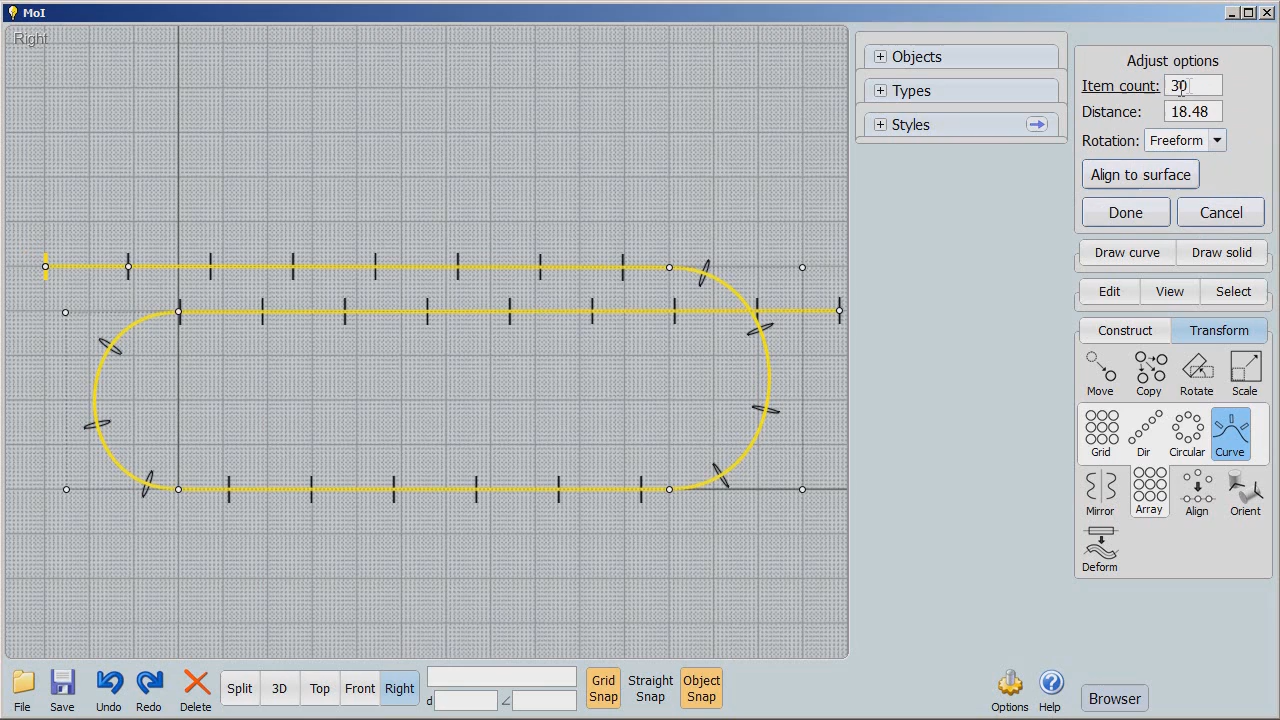 MoI
Right
Objects
Types
Styles
Adjust options
Item count: 30
Distance: 18.48
Rotation: Freeform
Align to surface
Done Cancel
Draw curve Draw solid
Edit View Select
Construct Transform
Move Copy Rotate Scale
Grid Dir Circular Curve
Mirror Array Align Orient
Deform
File Save Undo Redo Delete
Split 3D Top Front Right
d
Grid Snap
Straight Snap
Object Snap
Options Help
Browser